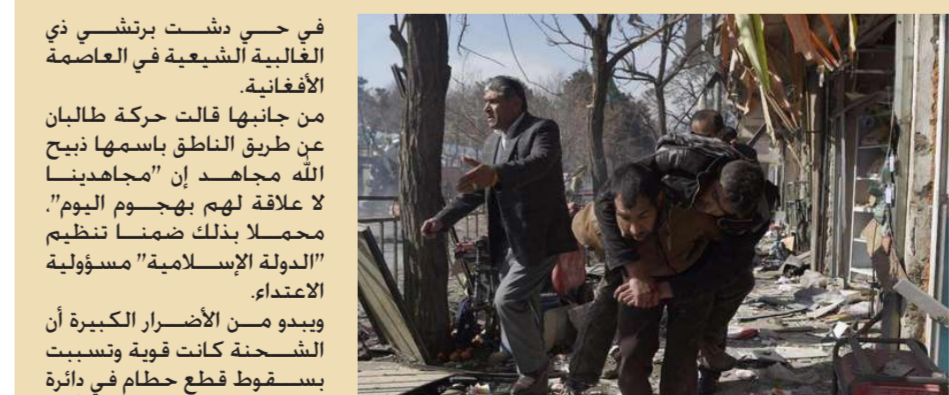 في حي دشت برتشي ذي
الغالبية الشيعية في العاصمة
الأفغانية.
من جانبها قالت حركة طالبان
عن طريق الناطق باسمها ذبيح
الله مجاهد إن "مجاهدينا
لا علاقة لهم بهجوم اليوم"،
محملا بذلك ضمنا تنظيم
"الدولة الإسلامية" مسؤولية
الاعتداء.
ويبدو من الأضرار الكبيرة أن
الشحنة كانت قوية وتسببت
بسقوط قطع حطام في دائرة